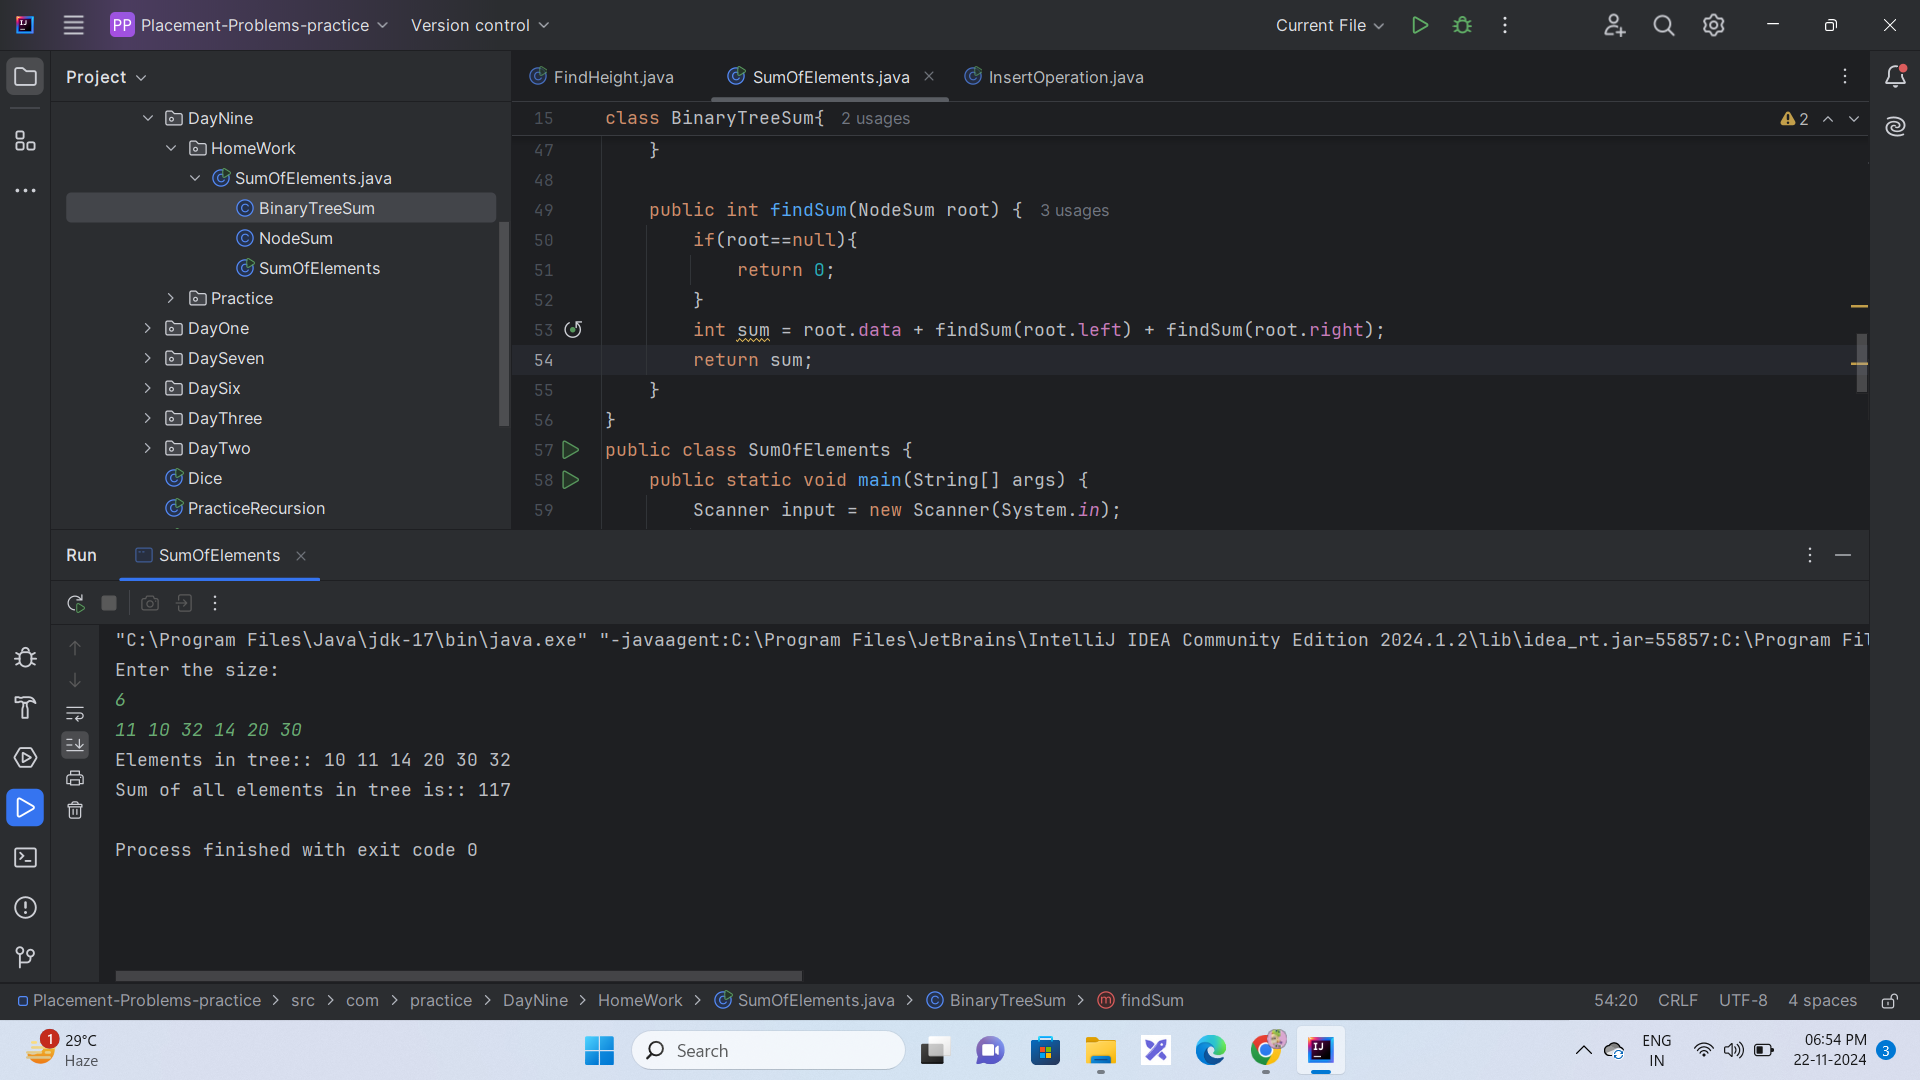 PP Placement-Problems-practice Version control Current File
Project
FindHeight.java SumOfElements.java InsertOperation.java
DayNine
HomeWork
SumOfElements.java
BinaryTreeSum
NodeSum
SumOfElements
Practice
DayOne
DaySeven
DaySix
DayThree
DayTwo
Dice
PracticeRecursion
15 class BinaryTreeSum{ 2 usages 2
47 }
48
49 public int findSum(NodeSum root) { 3 usages
50 if(root==null){
51 return 0;
52 }
53 int sum = root.data + findSum(root.left) + findSum(root.right);
54 return sum;
55 }
56 }
57 public class SumOfElements {
58 public static void main(String[] args) {
59 Scanner input = new Scanner(System.in);
Run SumOfElements
"C:\Program Files\Java\jdk-17\bin\java.exe" "-javaagent:C:\Program Files\JetBrains\IntelliJ IDEA Community Edition 2024.1.2\lib\idea_rt.jar=55857:C:\Program Fil
Enter the size:
6
11 10 32 14 20 30
Elements in tree:: 10 11 14 20 30 32
Sum of all elements in tree is:: 117
Process finished with exit code 0
Placement-Problems-practice > src > com > practice > DayNine > HomeWork > SumOfElements.java > BinaryTreeSum > findSum 54:20 CRLF UTF-8 4 spaces
1 29°C
Haze
Search
ENG
IN
06:54 PM
22-11-2024
3